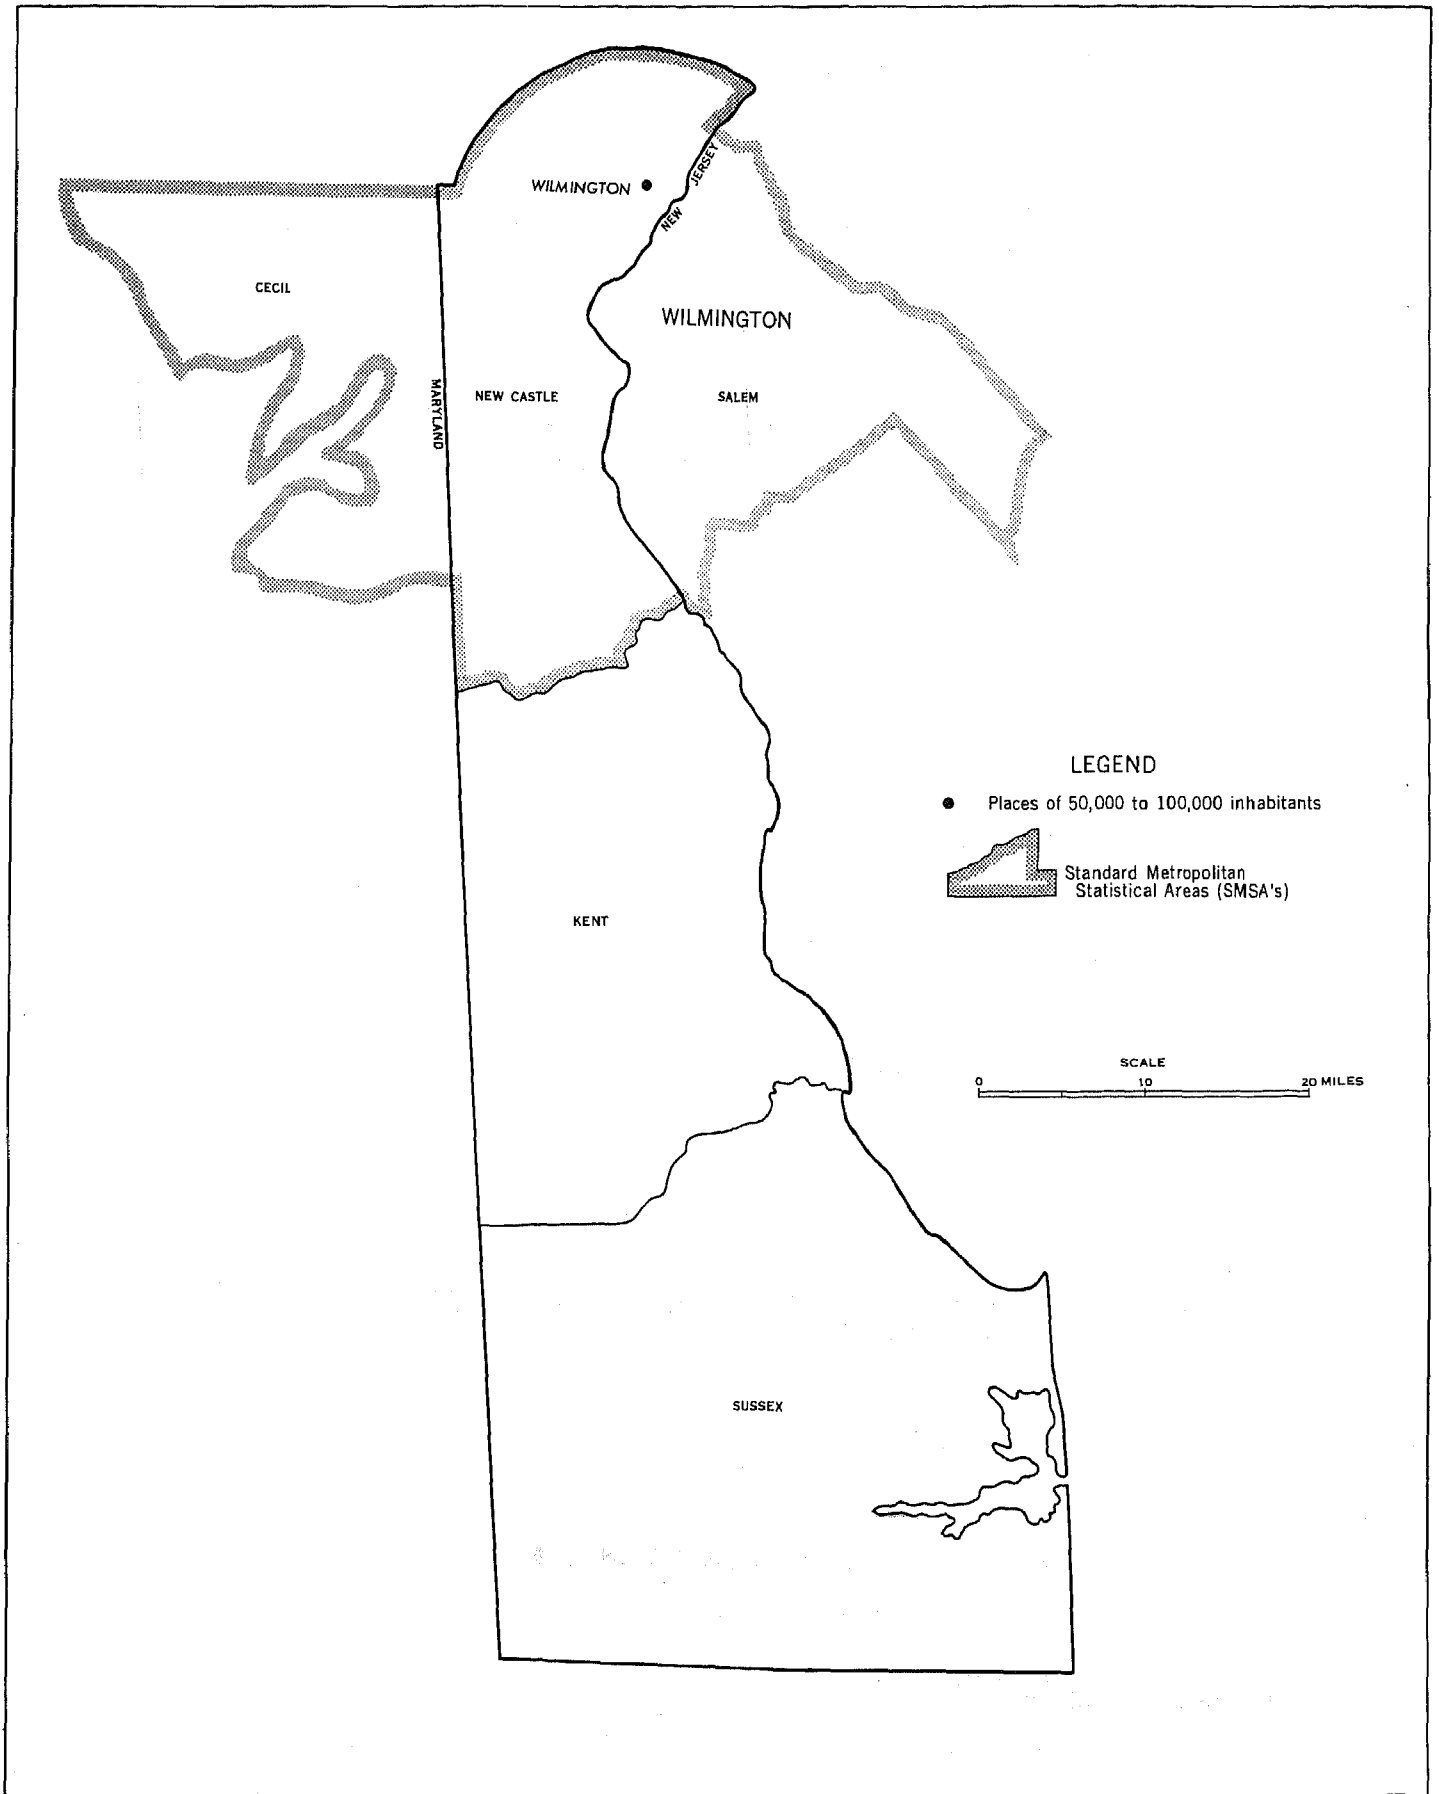 WILMINGTON
NEW JERSEY
CECIL
WILMINGTON
MARYLAND
NEW CASTLE
SALEM
LEGEND
Places of 50,000 to 100,000 inhabitants
Standard Metropolitan
Statistical Areas (SMSA's)
KENT
SCALE
0 10 20 MILES
SUSSEX